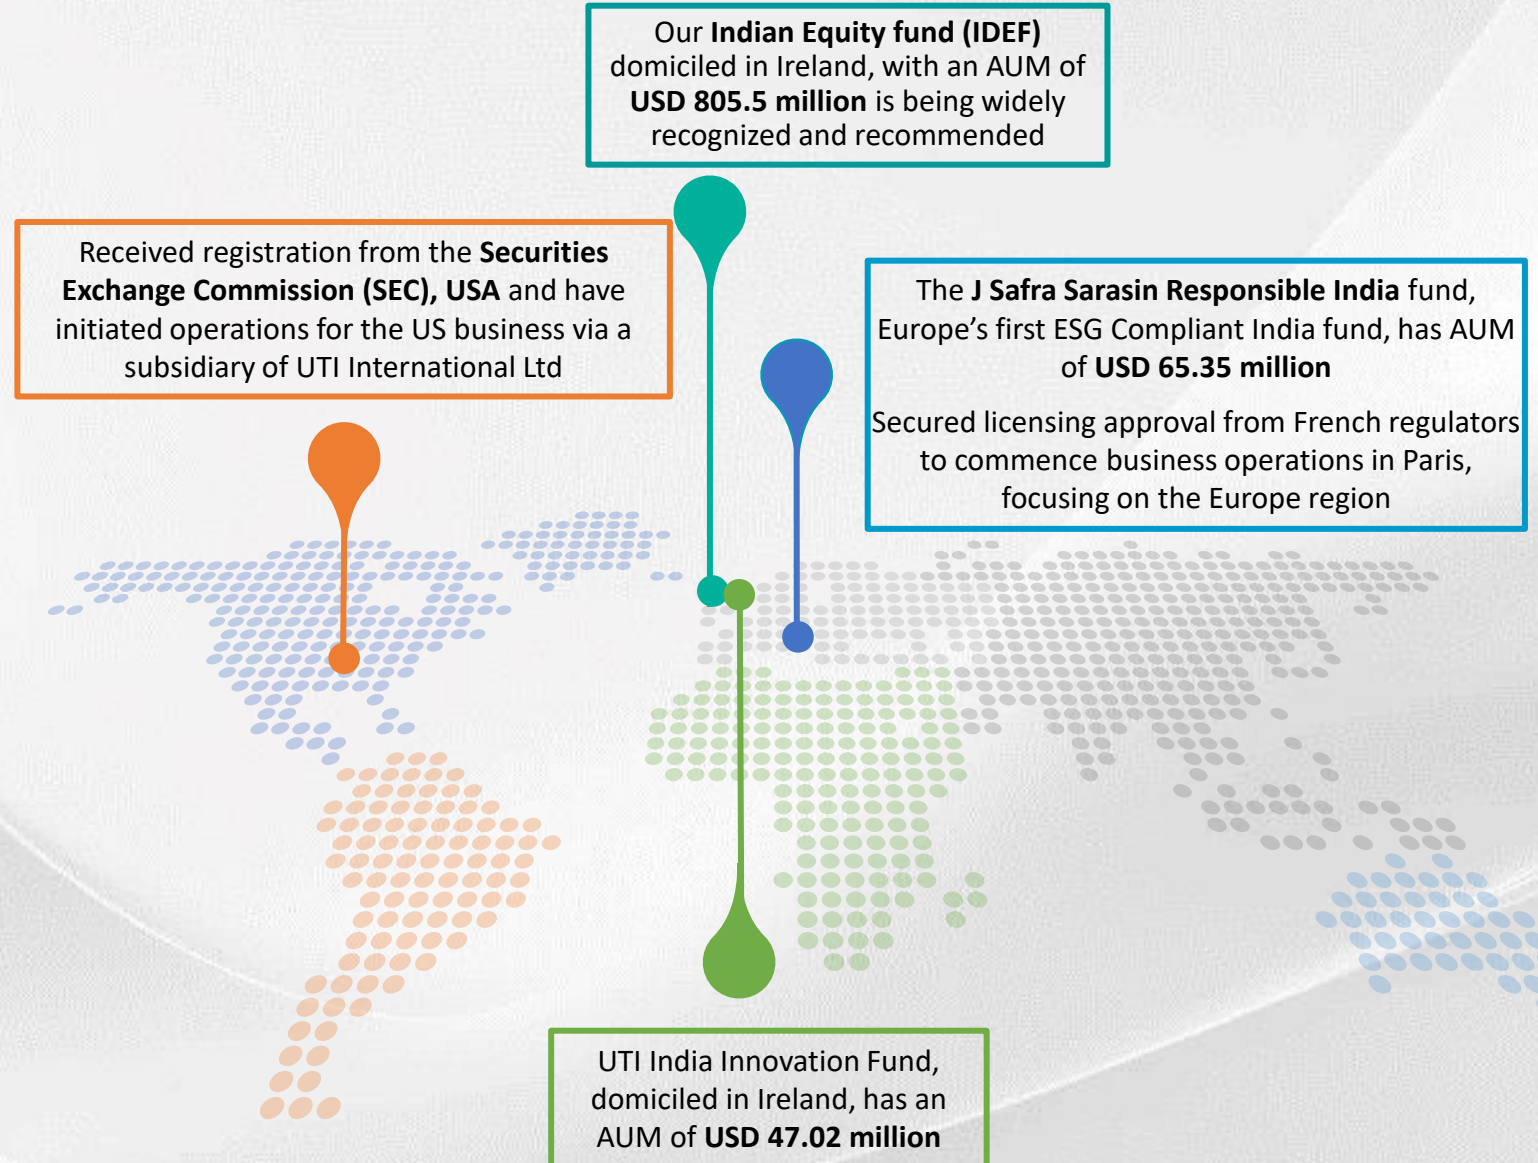 Our Indian Equity fund (IDEF)
domiciled in Ireland, with an AUM of
USD 805.5 million is being widely
recognized and recommended
Received registration from the Securities
Exchange Commission (SEC), USA and have
initiated operations for the US business via a
subsidiary of UTI International Ltd
The J Safra Sarasin Responsible India fund,
Europe’s first ESG Compliant India fund, has AUM
of USD 65.35 million
Secured licensing approval from French regulators
to commence business operations in Paris,
focusing on the Europe region
UTI India Innovation Fund,
domiciled in Ireland, has an
AUM of USD 47.02 million